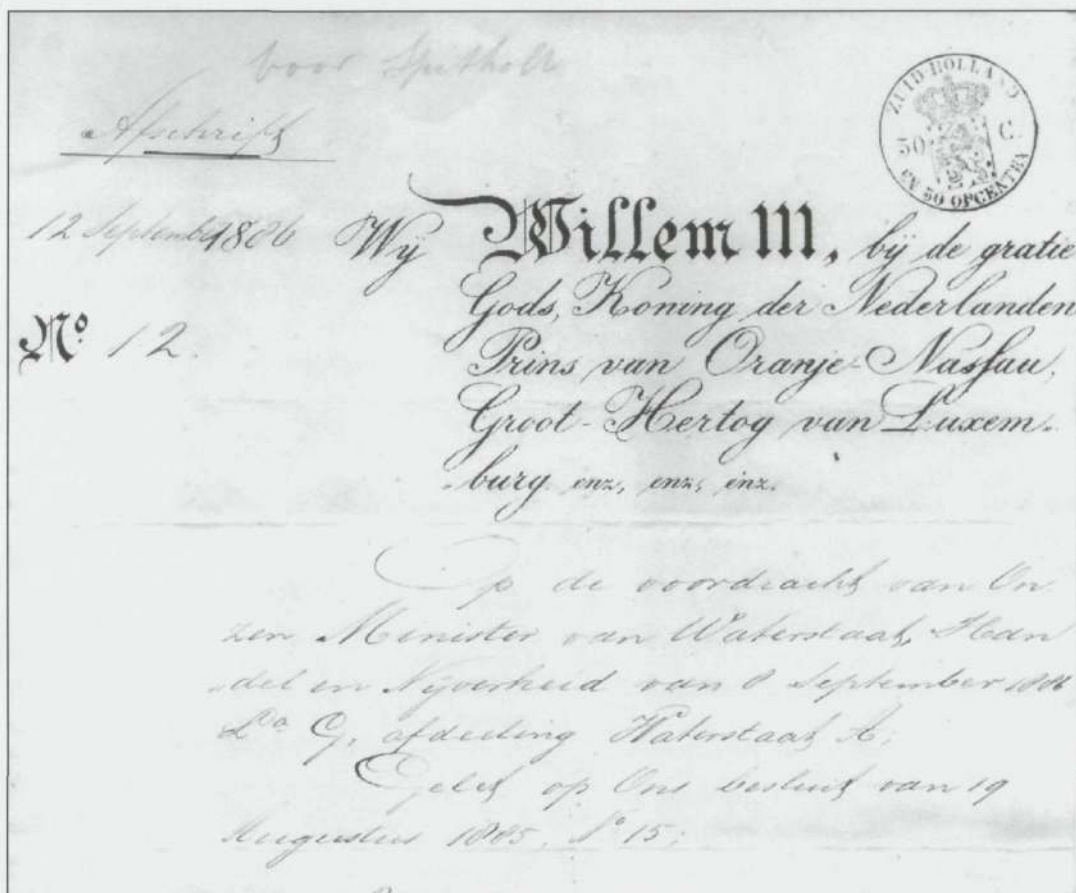 voor
Afschrift
ZUID-HOLLAND
50 C.
EN 50 OPCENTEN
12 September 1886 Wij Willem III, bij de gratie
Gods, Koning der Nederlanden
Nº 12.
Prins van Oranje-Nassau,
Groot-Hertog van Luxem-
burg enz, enz, enz.
Op de voordracht van On
zen Minister van Waterstaat, Han
del en Nijverheid van 8 September 1886
La G, afdeeling Waterstaat A;
Gelet op Ons besluit van 19
Augustus 1885, Nº 15;